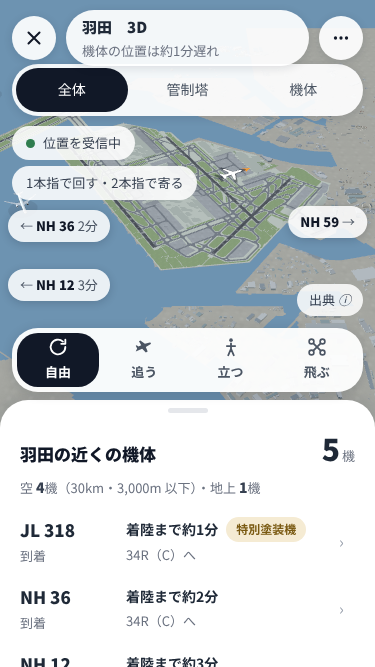 羽田 3D
機体の位置は約1分遅れ
全体
管制塔
機体
位置を受信中
1本指で回す・2本指で寄る
← NH 36 2分
NH 59 →
← NH 12 3分
出典 ⓘ
自由
追う
立つ
飛ぶ
羽田の近くの機体
5機
空 4機（30km・3,000m 以下）・地上 1機
JL 318
着陸まで約1分
特別塗装機
到着
34R（C）へ
NH 36
着陸まで約2分
到着
34R（C）へ
NH 12
着陸まで約3分